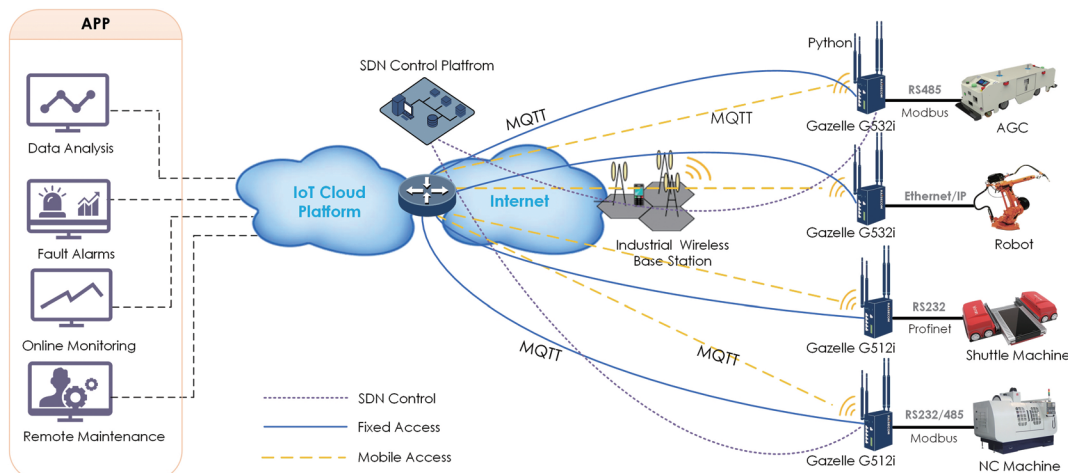 APP
Data Analysis
Fault Alarms
Online Monitoring
Remote Maintenance
SDN Control Platfrom
IoT Cloud
Platform
Internet
Industrial Wireless
Base Station
MQTT
MQTT
MQTT
MQTT
SDN Control
Fixed Access
Mobile Access
Python
Gazelle G532i
RS485
Modbus
AGC
Gazelle G532i
Ethernet/IP
Robot
Gazelle G512i
RS232
Profinet
Shuttle Machine
Gazelle G512i
RS232/485
Modbus
NC Machine